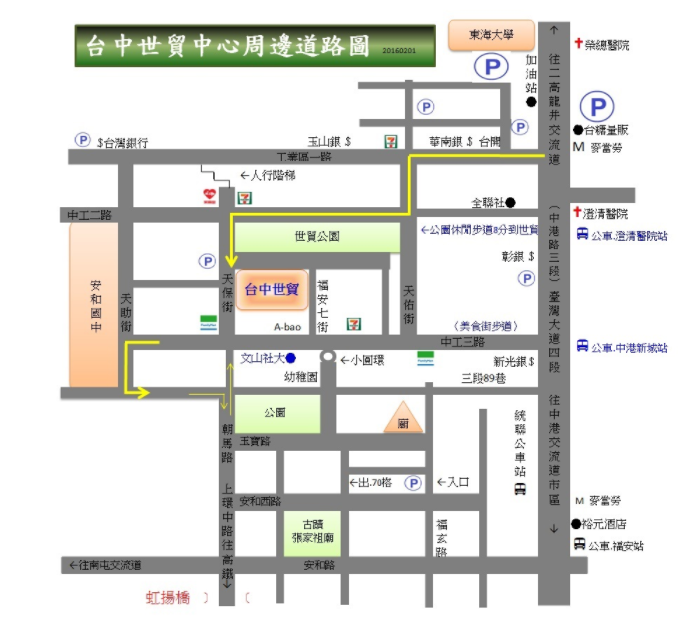 台中世貿中心周邊道路圖 20160201
東海大學
P
加油站
↑往二高龍井交流道
榮總醫院
P
P
P
台糖量販
M 麥當勞
P $台灣銀行
玉山銀 $
7
華南銀 $ 台開
工業區一路
←人行階梯
7
全聯社
中工二路
澄清醫院
世貿公園
←公園休閒步道8分到世貿
公車.澄清醫院站
(中港路三段)臺灣大道四段
彰銀 $
P
P
安和國中
天助街
天保街
台中世貿
福安七街
天佑街
A-bao
7
(美食街步道)
中工三路
公車.中港新城站
文山社大
←小圓環
新光銀$
幼稚園
三段89巷
往中港交流道市區↓
公園
廟
統聯公車站
朝馬路
玉寶路
←出.70格 P
←入口
上環中路往高鐵↓
安和西路
M 麥當勞
古蹟
張家祖廟
福玄路
裕元酒店
公車.福安站
←往南屯交流道
安和路
虹揚橋 ) (